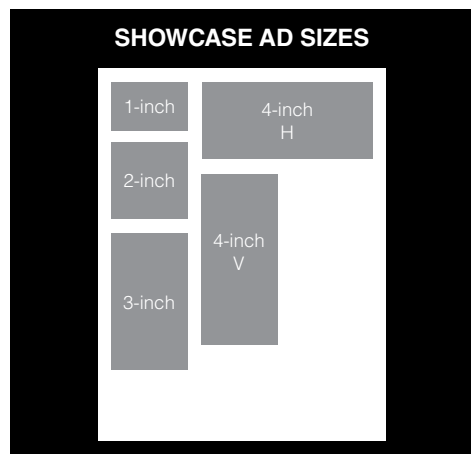 SHOWCASE AD SIZES
1-inch
4-inch
H
2-inch
4-inch
V
3-inch